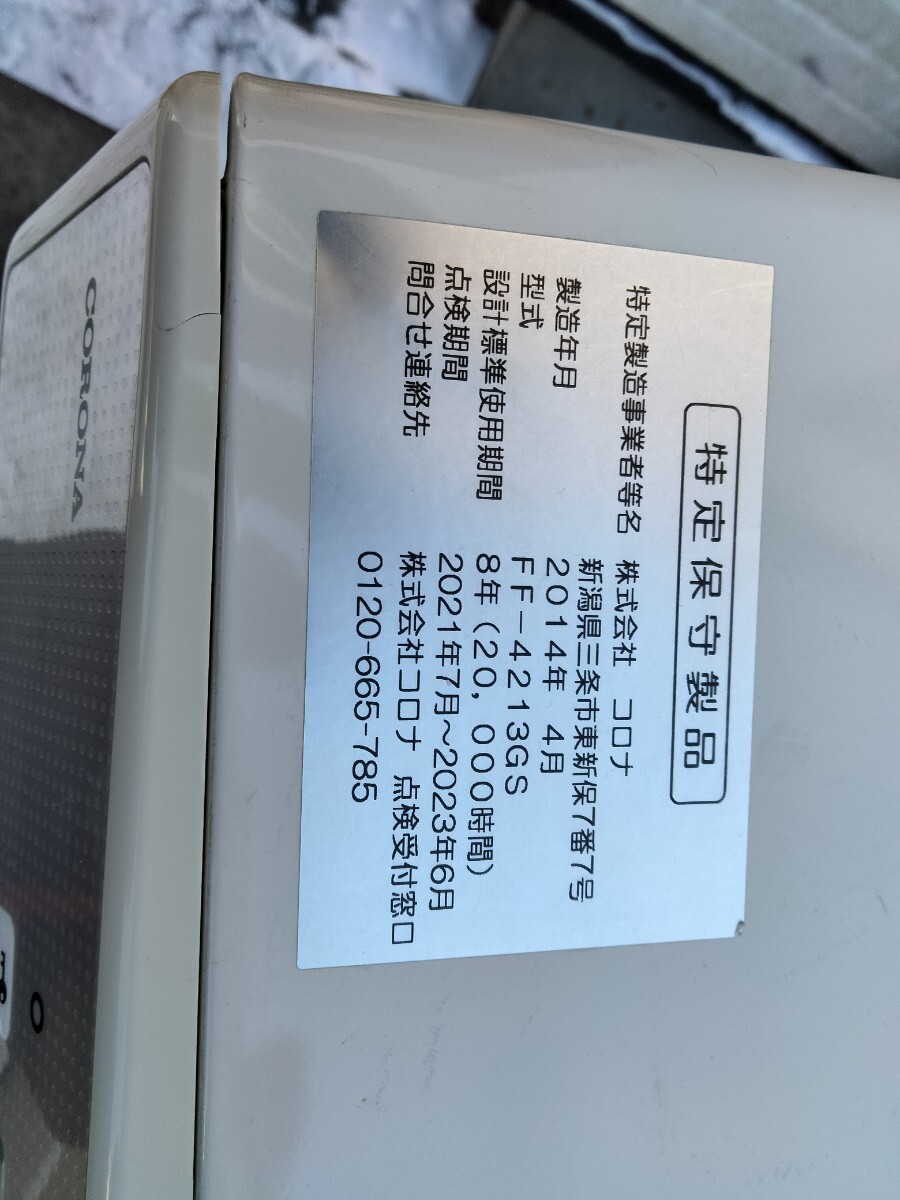 特定保守製品
特定製造事業者等名 株式会社 コロナ
新潟県三条市東新保7番7号
製造年月 2014年 4月
型式 FF-4213GS
設計標準使用期間 8年(20,000時間)
点検期間 2021年7月~2023年6月
問合せ連絡先 株式会社コロナ 点検受付窓口
0120-665-785
CORONA